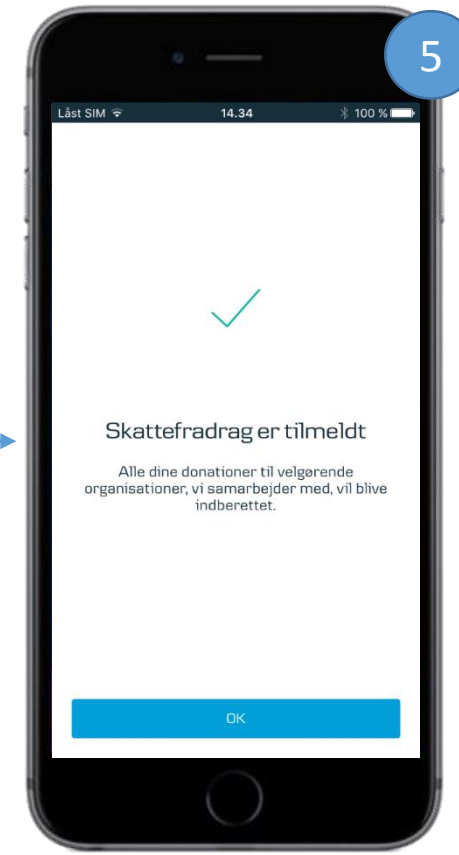 5
Låst SIM 14.34 100 %
Skattefradrag er tilmeldt
Alle dine donationer til velgørende
organisationer, vi samarbejder med, vil blive
indberettet.
OK